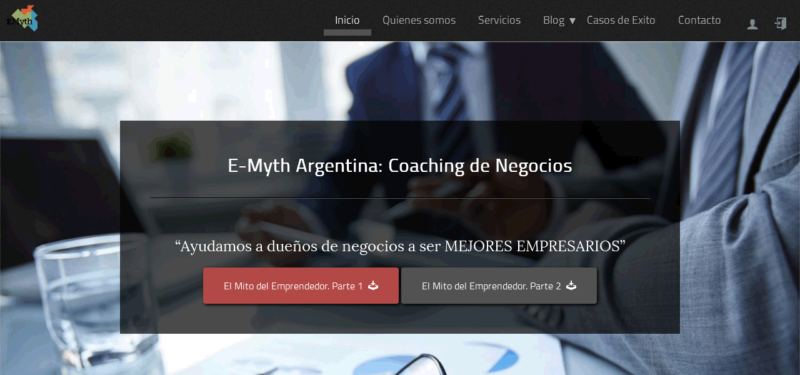 E-Myth
Inicio
Quienes somos
Servicios
Blog ▼
Casos de Exito
Contacto
E-Myth Argentina: Coaching de Negocios
“Ayudamos a dueños de negocios a ser MEJORES EMPRESARIOS”
El Mito del Emprendedor. Parte 1
El Mito del Emprendedor. Parte 2